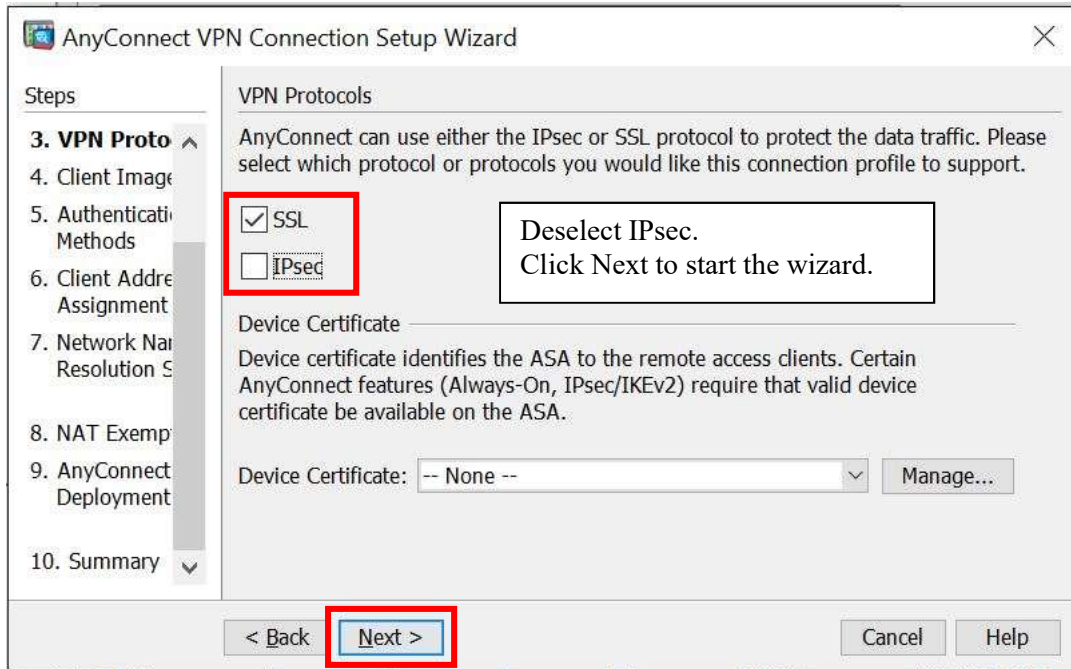 AnyConnect VPN Connection Setup Wizard
Steps
3. VPN Proto
4. Client Image
5. Authenticati
Methods
6. Client Addre
Assignment
7. Network Nar
Resolution S
8. NAT Exemp
9. AnyConnect
Deployment
10. Summary
VPN Protocols
AnyConnect can use either the IPsec or SSL protocol to protect the data traffic. Please
select which protocol or protocols you would like this connection profile to support.
SSL
IPsec
Deselect IPsec.
Click Next to start the wizard.
Device Certificate
Device certificate identifies the ASA to the remote access clients. Certain
AnyConnect features (Always-On, IPsec/IKEv2) require that valid device
certificate be available on the ASA.
Device Certificate: -- None -- Manage...
< Back Next > Cancel Help